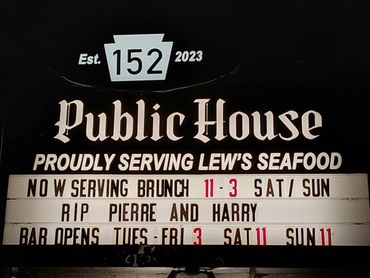 Est. 152 2023
Public House
PROUDLY SERVING LEW'S SEAFOOD
NOW SERVING BRUNCH 11-3 SAT/SUN
RIP PIERRE AND HARRY
BAR OPENS TUES-FRI 3 SAT 11 SUN 11